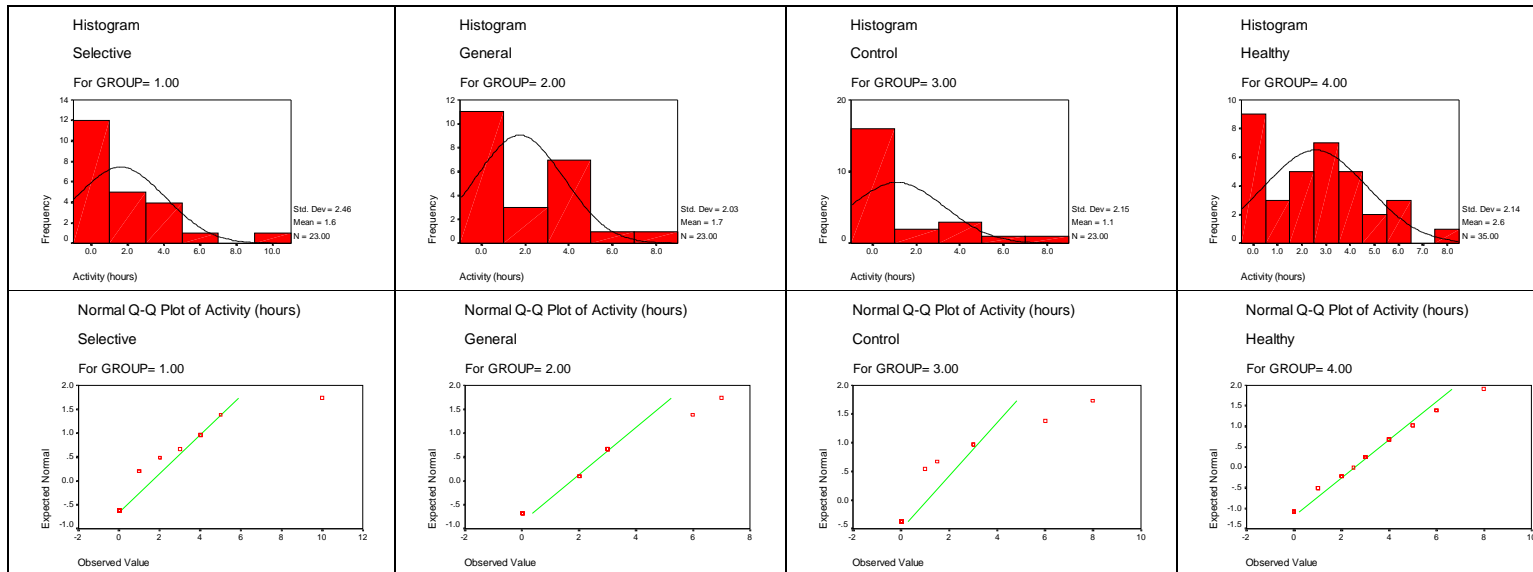 Histogram
Selective
For GROUP= 1.00
14
12
10
8
6
4
2
0
Frequency
0.0 2.0 4.0 6.0 8.0 10.0
Std. Dev = 2.46
Mean = 1.6
N = 23.00
Activity (hours)
Histogram
General
For GROUP= 2.00
12
10
8
6
4
2
0
Frequency
0.0 2.0 4.0 6.0 8.0
Std. Dev = 2.03
Mean = 1.7
N = 23.00
Activity (hours)
Histogram
Control
For GROUP= 3.00
20
10
0
Frequency
0.0 2.0 4.0 6.0 8.0
Std. Dev = 2.15
Mean = 1.1
N = 23.00
Activity (hours)
Histogram
Healthy
For GROUP= 4.00
10
8
6
4
2
0
Frequency
0.0 1.0 2.0 3.0 4.0 5.0 6.0 7.0 8.0
Std. Dev = 2.14
Mean = 2.6
N = 35.00
Activity (hours)
Normal Q-Q Plot of Activity (hours)
Selective
For GROUP= 1.00
2.0
1.5
1.0
.5
0.0
-.5
-1.0
Expected Normal
-2 0 2 4 6 8 10 12
Observed Value
Normal Q-Q Plot of Activity (hours)
General
For GROUP= 2.00
2.0
1.5
1.0
.5
0.0
-.5
-1.0
Expected Normal
-2 0 2 4 6 8
Observed Value
Normal Q-Q Plot of Activity (hours)
Control
For GROUP= 3.00
2.0
1.5
1.0
.5
0.0
-.5
Expected Normal
-2 0 2 4 6 8 10
Observed Value
Normal Q-Q Plot of Activity (hours)
Healthy
For GROUP= 4.00
2.0
1.5
1.0
.5
0.0
-.5
-1.0
-1.5
Expected Normal
-2 0 2 4 6 8 10
Observed Value